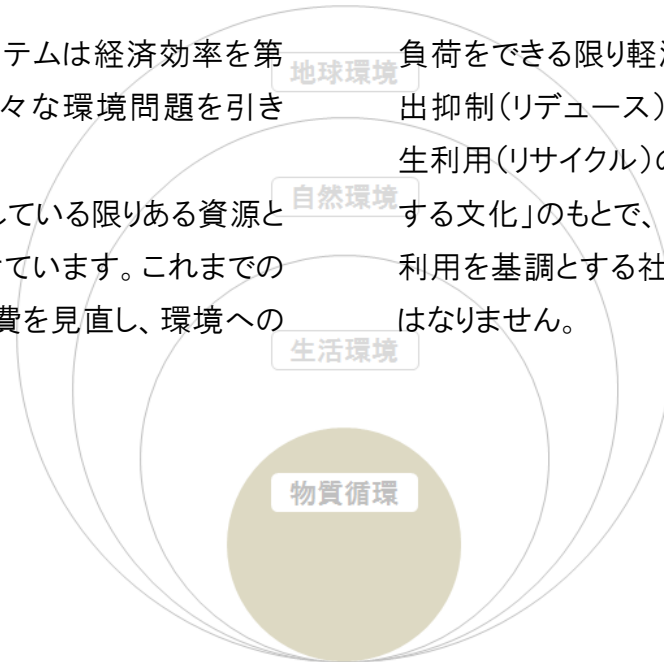 テムは経済効率を第
々な環境問題を引き
している限りある資源と
ています。これまでの
費を見直し、環境への
負荷をできる限り軽
出抑制(リデュース)
生利用(リサイクル)の
する文化」のもとで、
利用を基調とする社
はなりません。
地球環境
自然環境
生活環境
物質循環